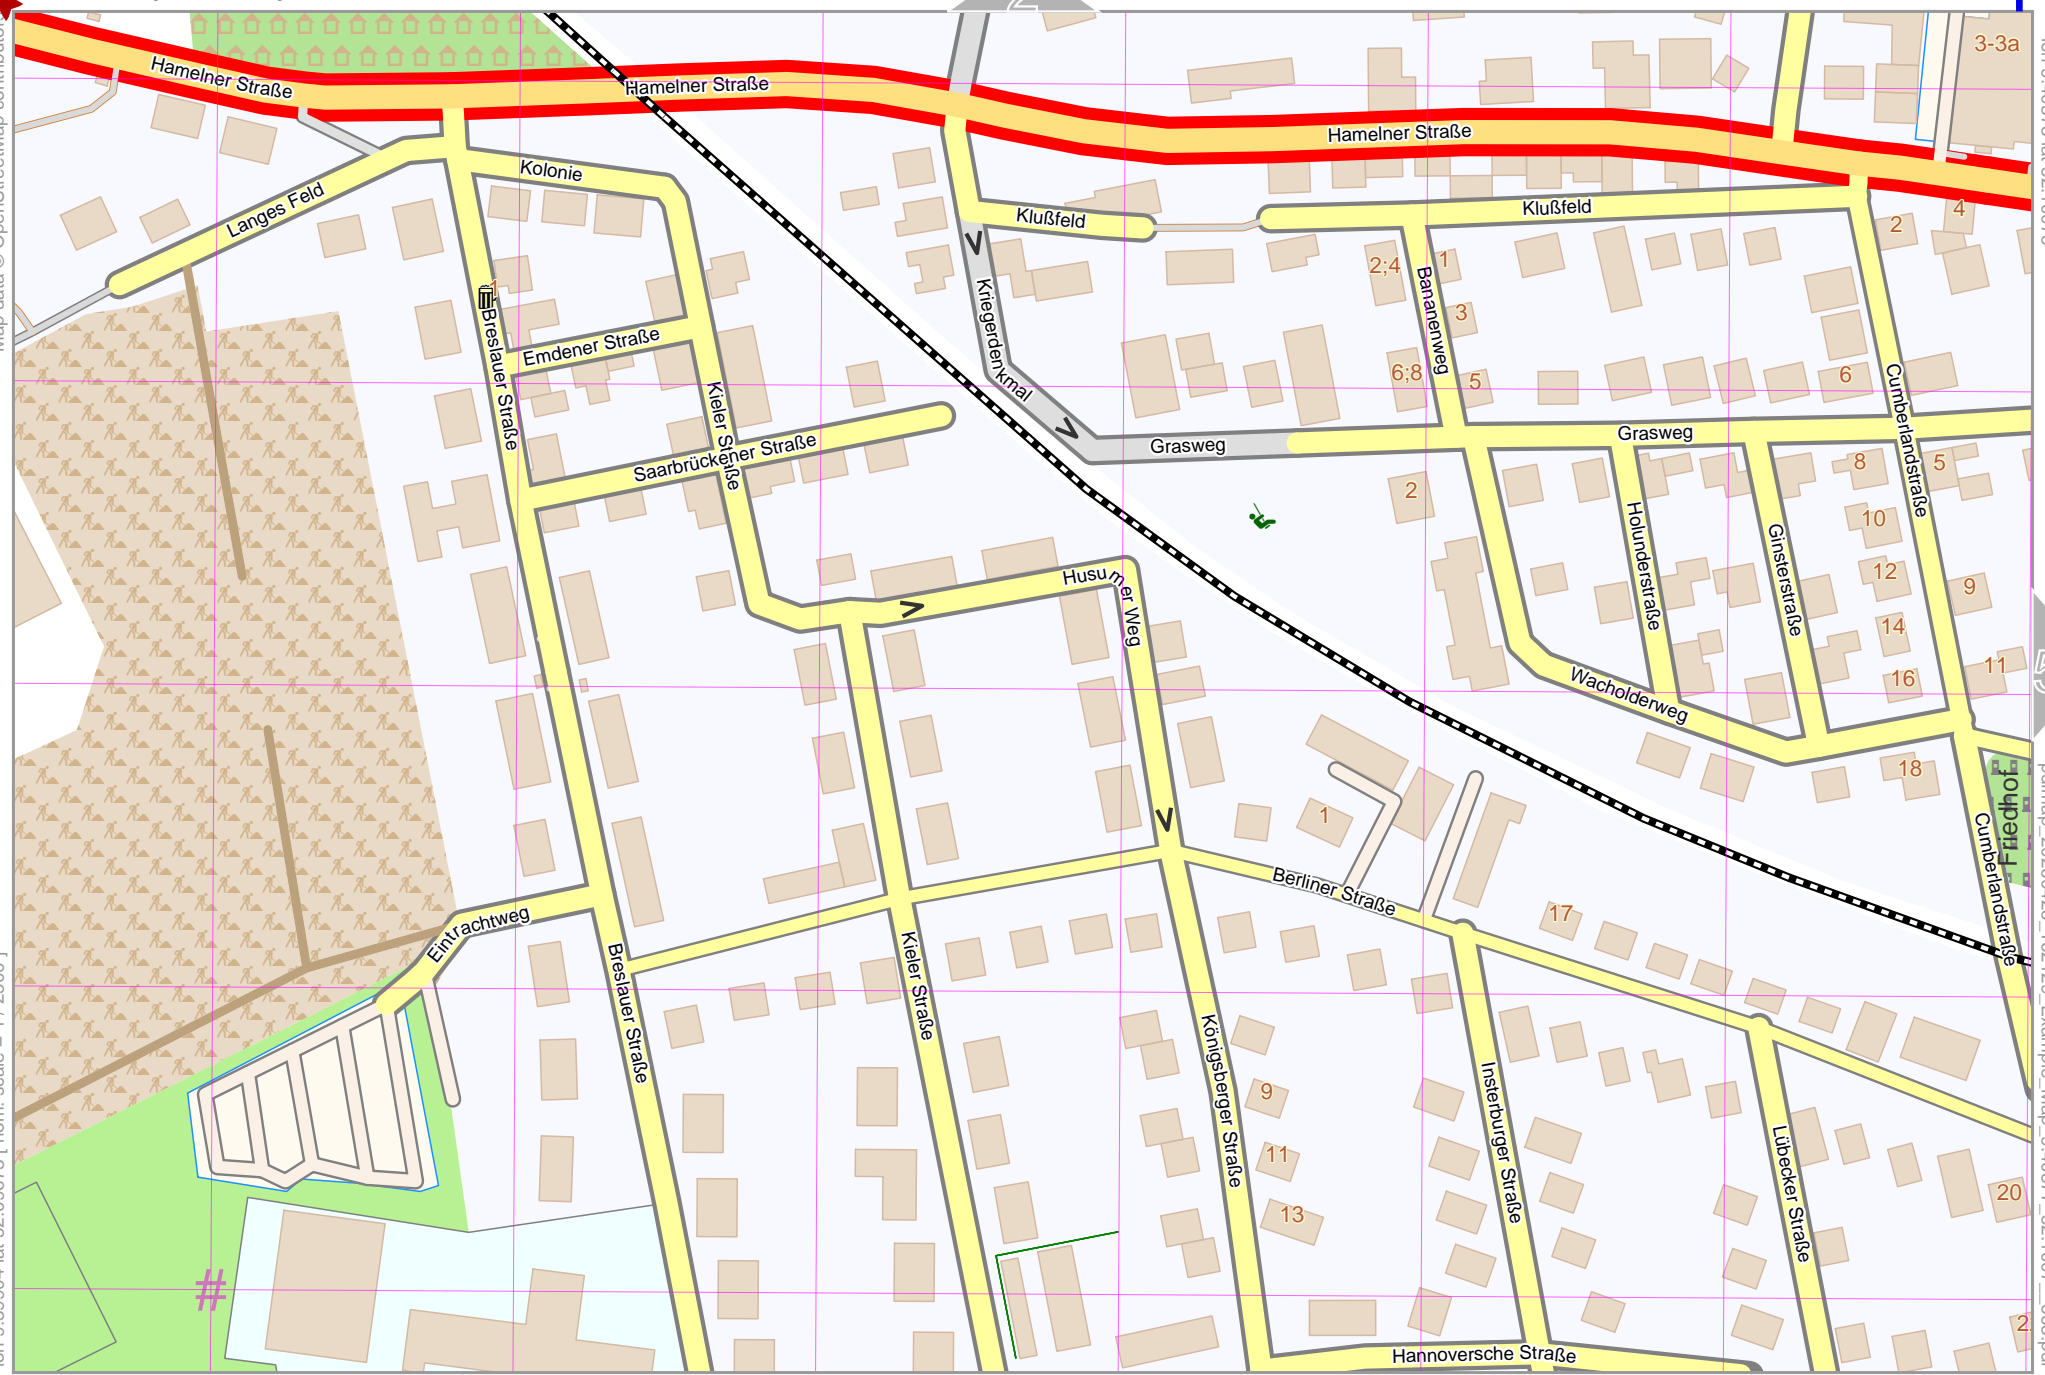 3-3a
Hamelner Straße
Hamelner Straße
Hamelner Straße
Kolonie
Langes Feld
Klußfeld
Klußfeld
2
4
2;4
1
Bananenweg
3
1
Breslauer Straße
Emdener Straße
Kriegerdenkmal
6;8
5
6
Cumberlandstraße
Kieler Straße
Saarbrückener Straße
Grasweg
Grasweg
8
5
2
10
Holunderstraße
Ginsterstraße
Husumer Weg
12
9
14
11
16
Wacholderweg
18
Friedhof
1
Berliner Straße
Cumberlandstraße
17
Eintrachtweg
Breslauer Straße
Kieler Straße
Königsberger Straße
9
Insterburger Straße
11
Lübecker Straße
20
13
#
Hannoversche Straße